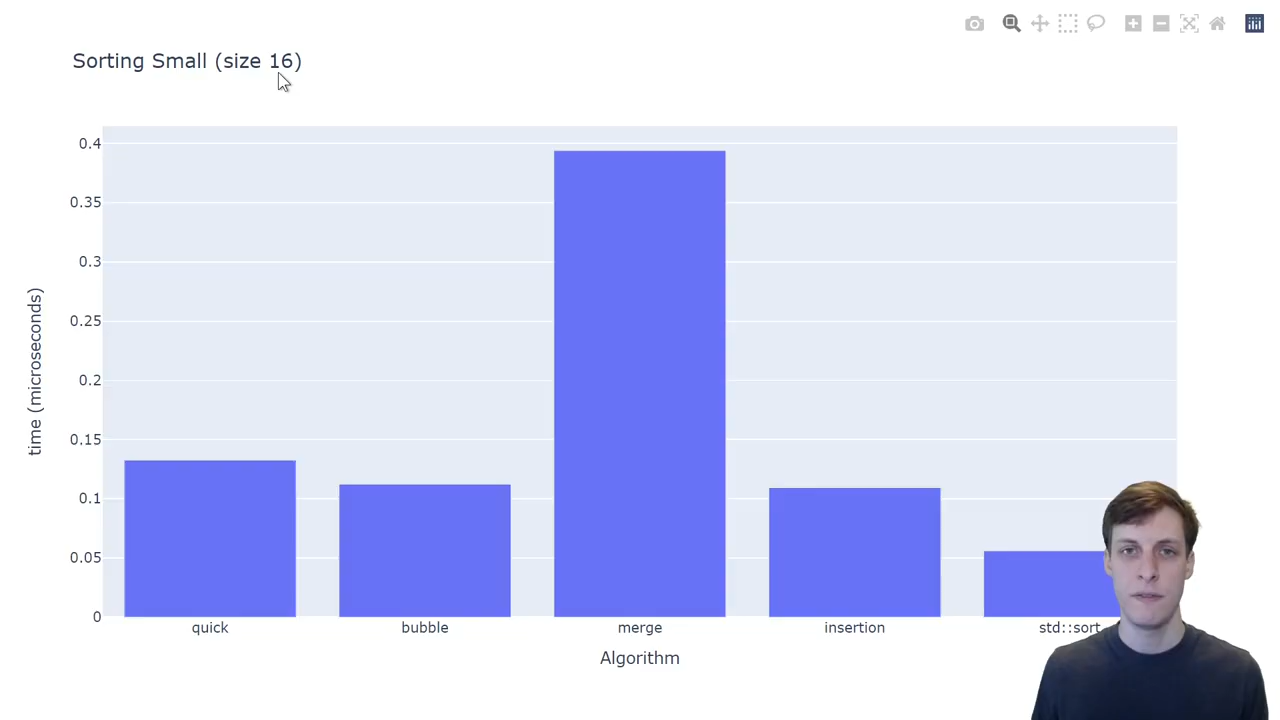 Sorting Small (size 16)
0.4
0.35
0.3
0.25
0.2
0.15
0.1
0.05
0
time (microseconds)
quick bubble merge insertion std::sort
Algorithm